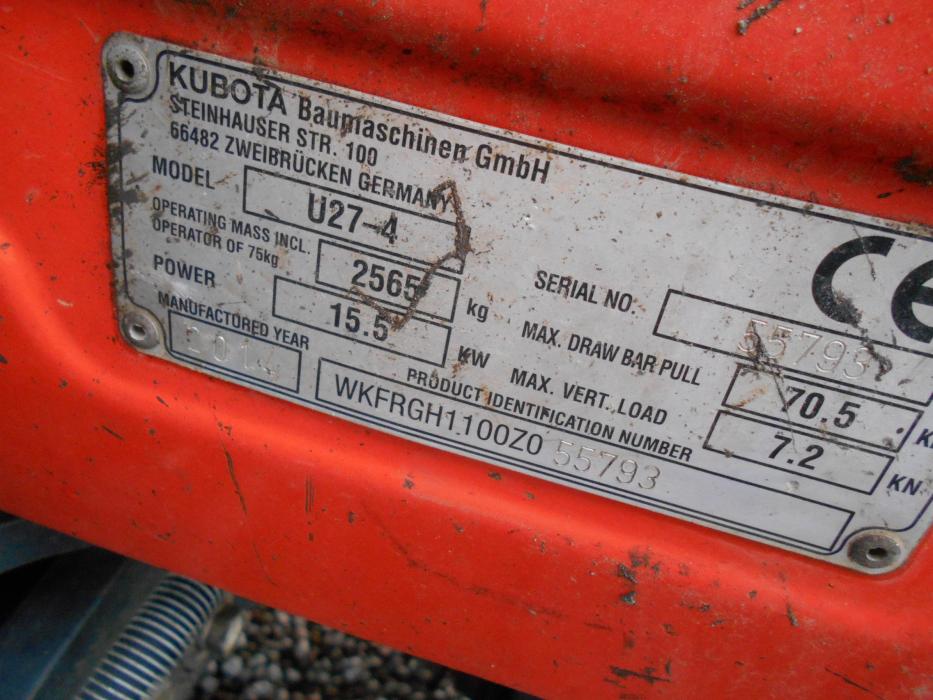 KUBOTA Baumaschinen GmbH
STEINHAUSER STR. 100
66482 ZWEIBRÜCKEN GERMANY
MODEL U27-4
OPERATING MASS INCL. OPERATOR OF 75kg 2565 kg
POWER 15.5 KW
MANUFACTURED YEAR 2014
CE
SERIAL NO. 55793
MAX. DRAW BAR PULL 70.5
MAX. VERT. LOAD 7.2 KN
PRODUCT IDENTIFICATION NUMBER
WKFRGH1100Z0 55793